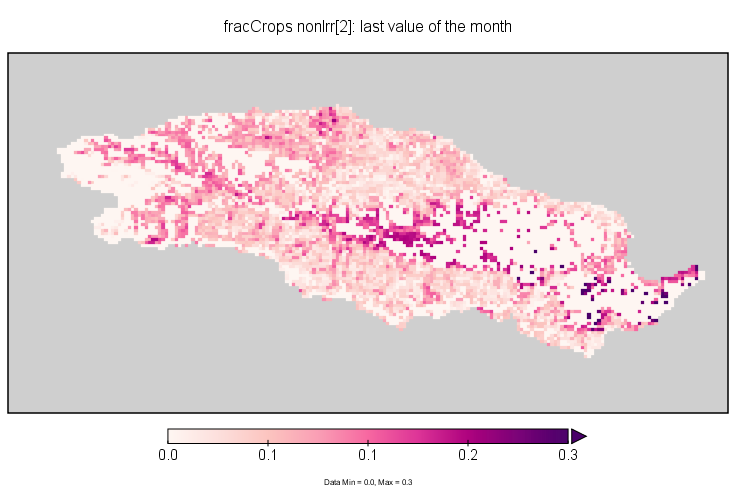 fracCrops nonIrr[2]: last value of the month
0.0 0.1 0.1 0.2 0.3
Data Min = 0.0, Max = 0.3